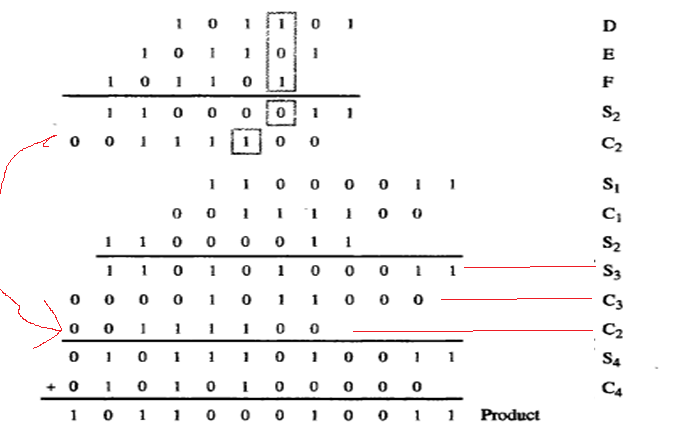 1 0 1 1 0 1 D
1 0 1 1 0 1 E
1 0 1 1 0 1 F
1 1 0 0 0 0 1 1 S₂
0 0 1 1 1 1 0 0 C₂
1 1 0 0 0 0 1 1 S₁
0 0 1 1 1 1 0 0 C₁
1 1 0 0 0 0 1 1 S₂
1 1 0 1 0 1 0 0 0 1 1 S₃
0 0 0 0 1 0 1 1 0 0 0 C₃
0 0 1 1 1 1 0 0 C₂
0 1 0 1 1 1 0 1 0 0 1 1 S₄
+ 0 1 0 1 0 1 0 0 0 0 0 C₄
1 0 1 1 0 0 0 1 0 0 1 1 Product